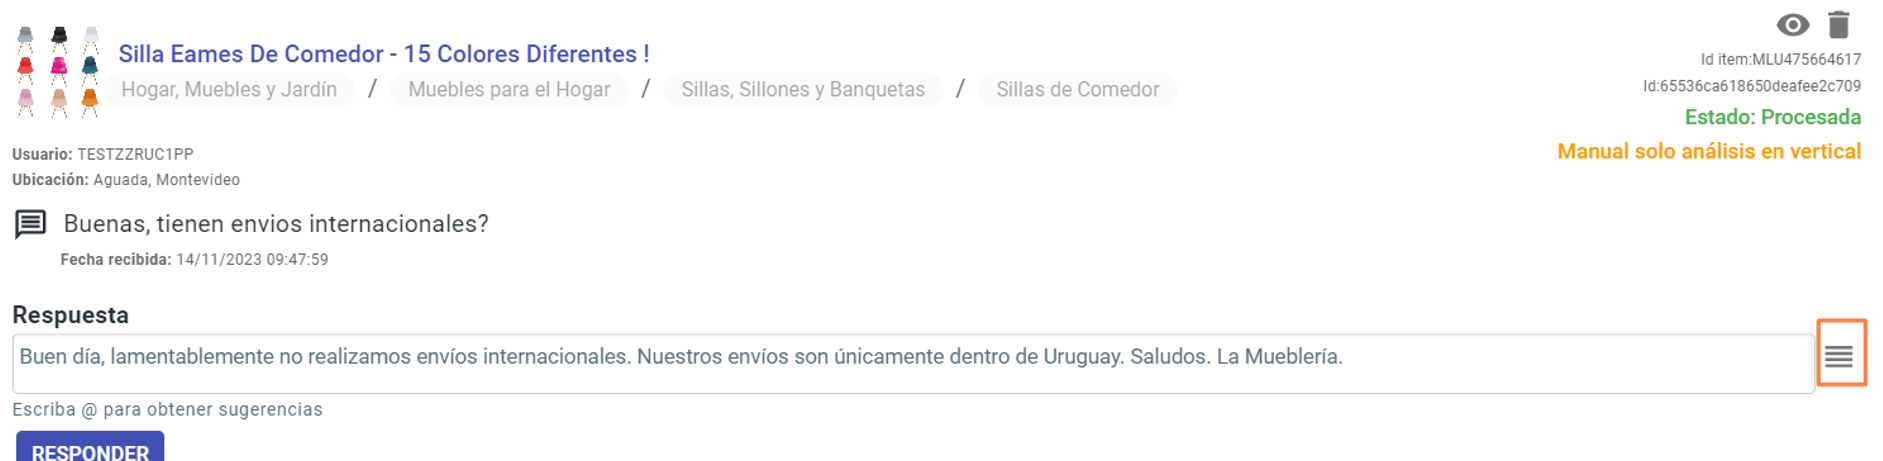 Silla Eames De Comedor - 15 Colores Diferentes !
Hogar, Muebles y Jardín / Muebles para el Hogar / Sillas, Sillones y Banquetas / Sillas de Comedor
Id item:MLU475664617
Id:65536ca618650deafee2c709
Estado: Procesada
Manual solo análisis en vertical
Usuario: TESTZZRUC1PP
Ubicación: Aguada, Montevideo
Buenas, tienen envios internacionales?
Fecha recibida: 14/11/2023 09:47:59
Respuesta
Buen día, lamentablemente no realizamos envíos internacionales. Nuestros envíos son únicamente dentro de Uruguay. Saludos. La Mueblería.
Escriba @ para obtener sugerencias
RESPONDER